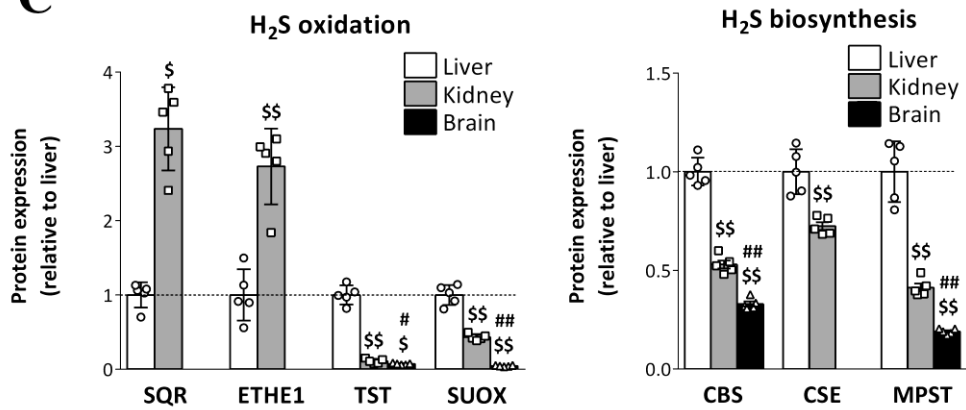 C
H₂S oxidation
Liver
Kidney
Brain
Protein expression
(relative to liver)
4
3
2
1
0
$
$$
$$
#
$
$$
##
$$
SQR
ETHE1
TST
SUOX
H₂S biosynthesis
Liver
Kidney
Brain
Protein expression
(relative to liver)
1.5
1.0
0.5
0.0
$$
##
$$
$$
$$
##
$$
CBS
CSE
MPST